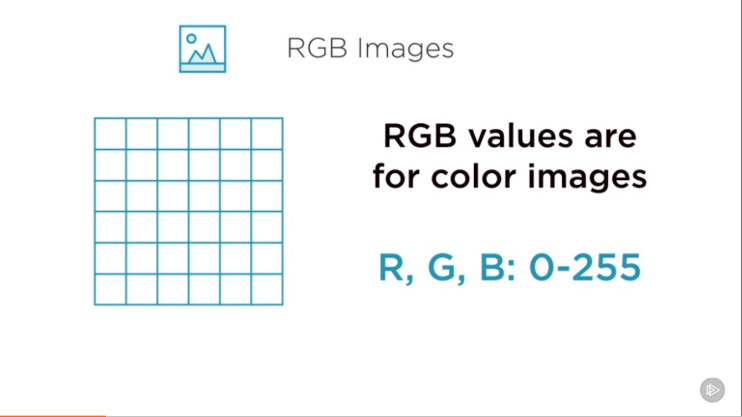 RGB Images
RGB values are
for color images
R, G, B: 0-255